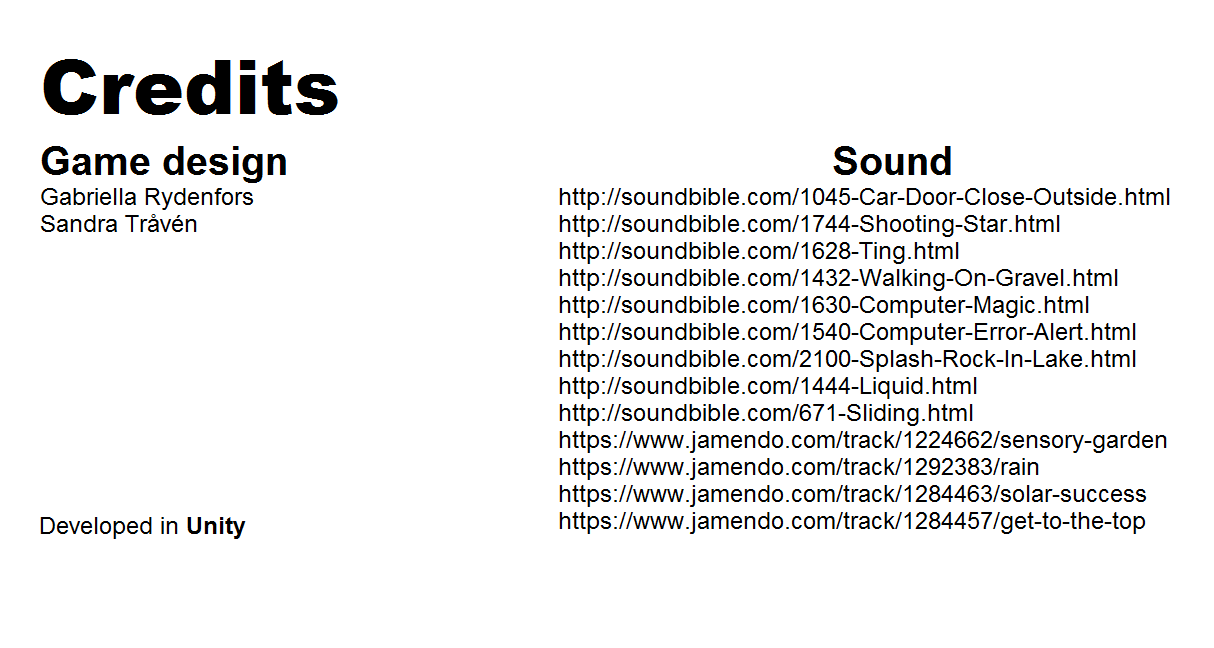 Credits
Game design
Gabriella Rydenfors
Sandra Tråvén
Developed in Unity
Sound
http://soundbible.com/1045-Car-Door-Close-Outside.html
http://soundbible.com/1744-Shooting-Star.html
http://soundbible.com/1628-Ting.html
http://soundbible.com/1432-Walking-On-Gravel.html
http://soundbible.com/1630-Computer-Magic.html
http://soundbible.com/1540-Computer-Error-Alert.html
http://soundbible.com/2100-Splash-Rock-In-Lake.html
http://soundbible.com/1444-Liquid.html
http://soundbible.com/671-Sliding.html
https://www.jamendo.com/track/1224662/sensory-garden
https://www.jamendo.com/track/1292383/rain
https://www.jamendo.com/track/1284463/solar-success
https://www.jamendo.com/track/1284457/get-to-the-top